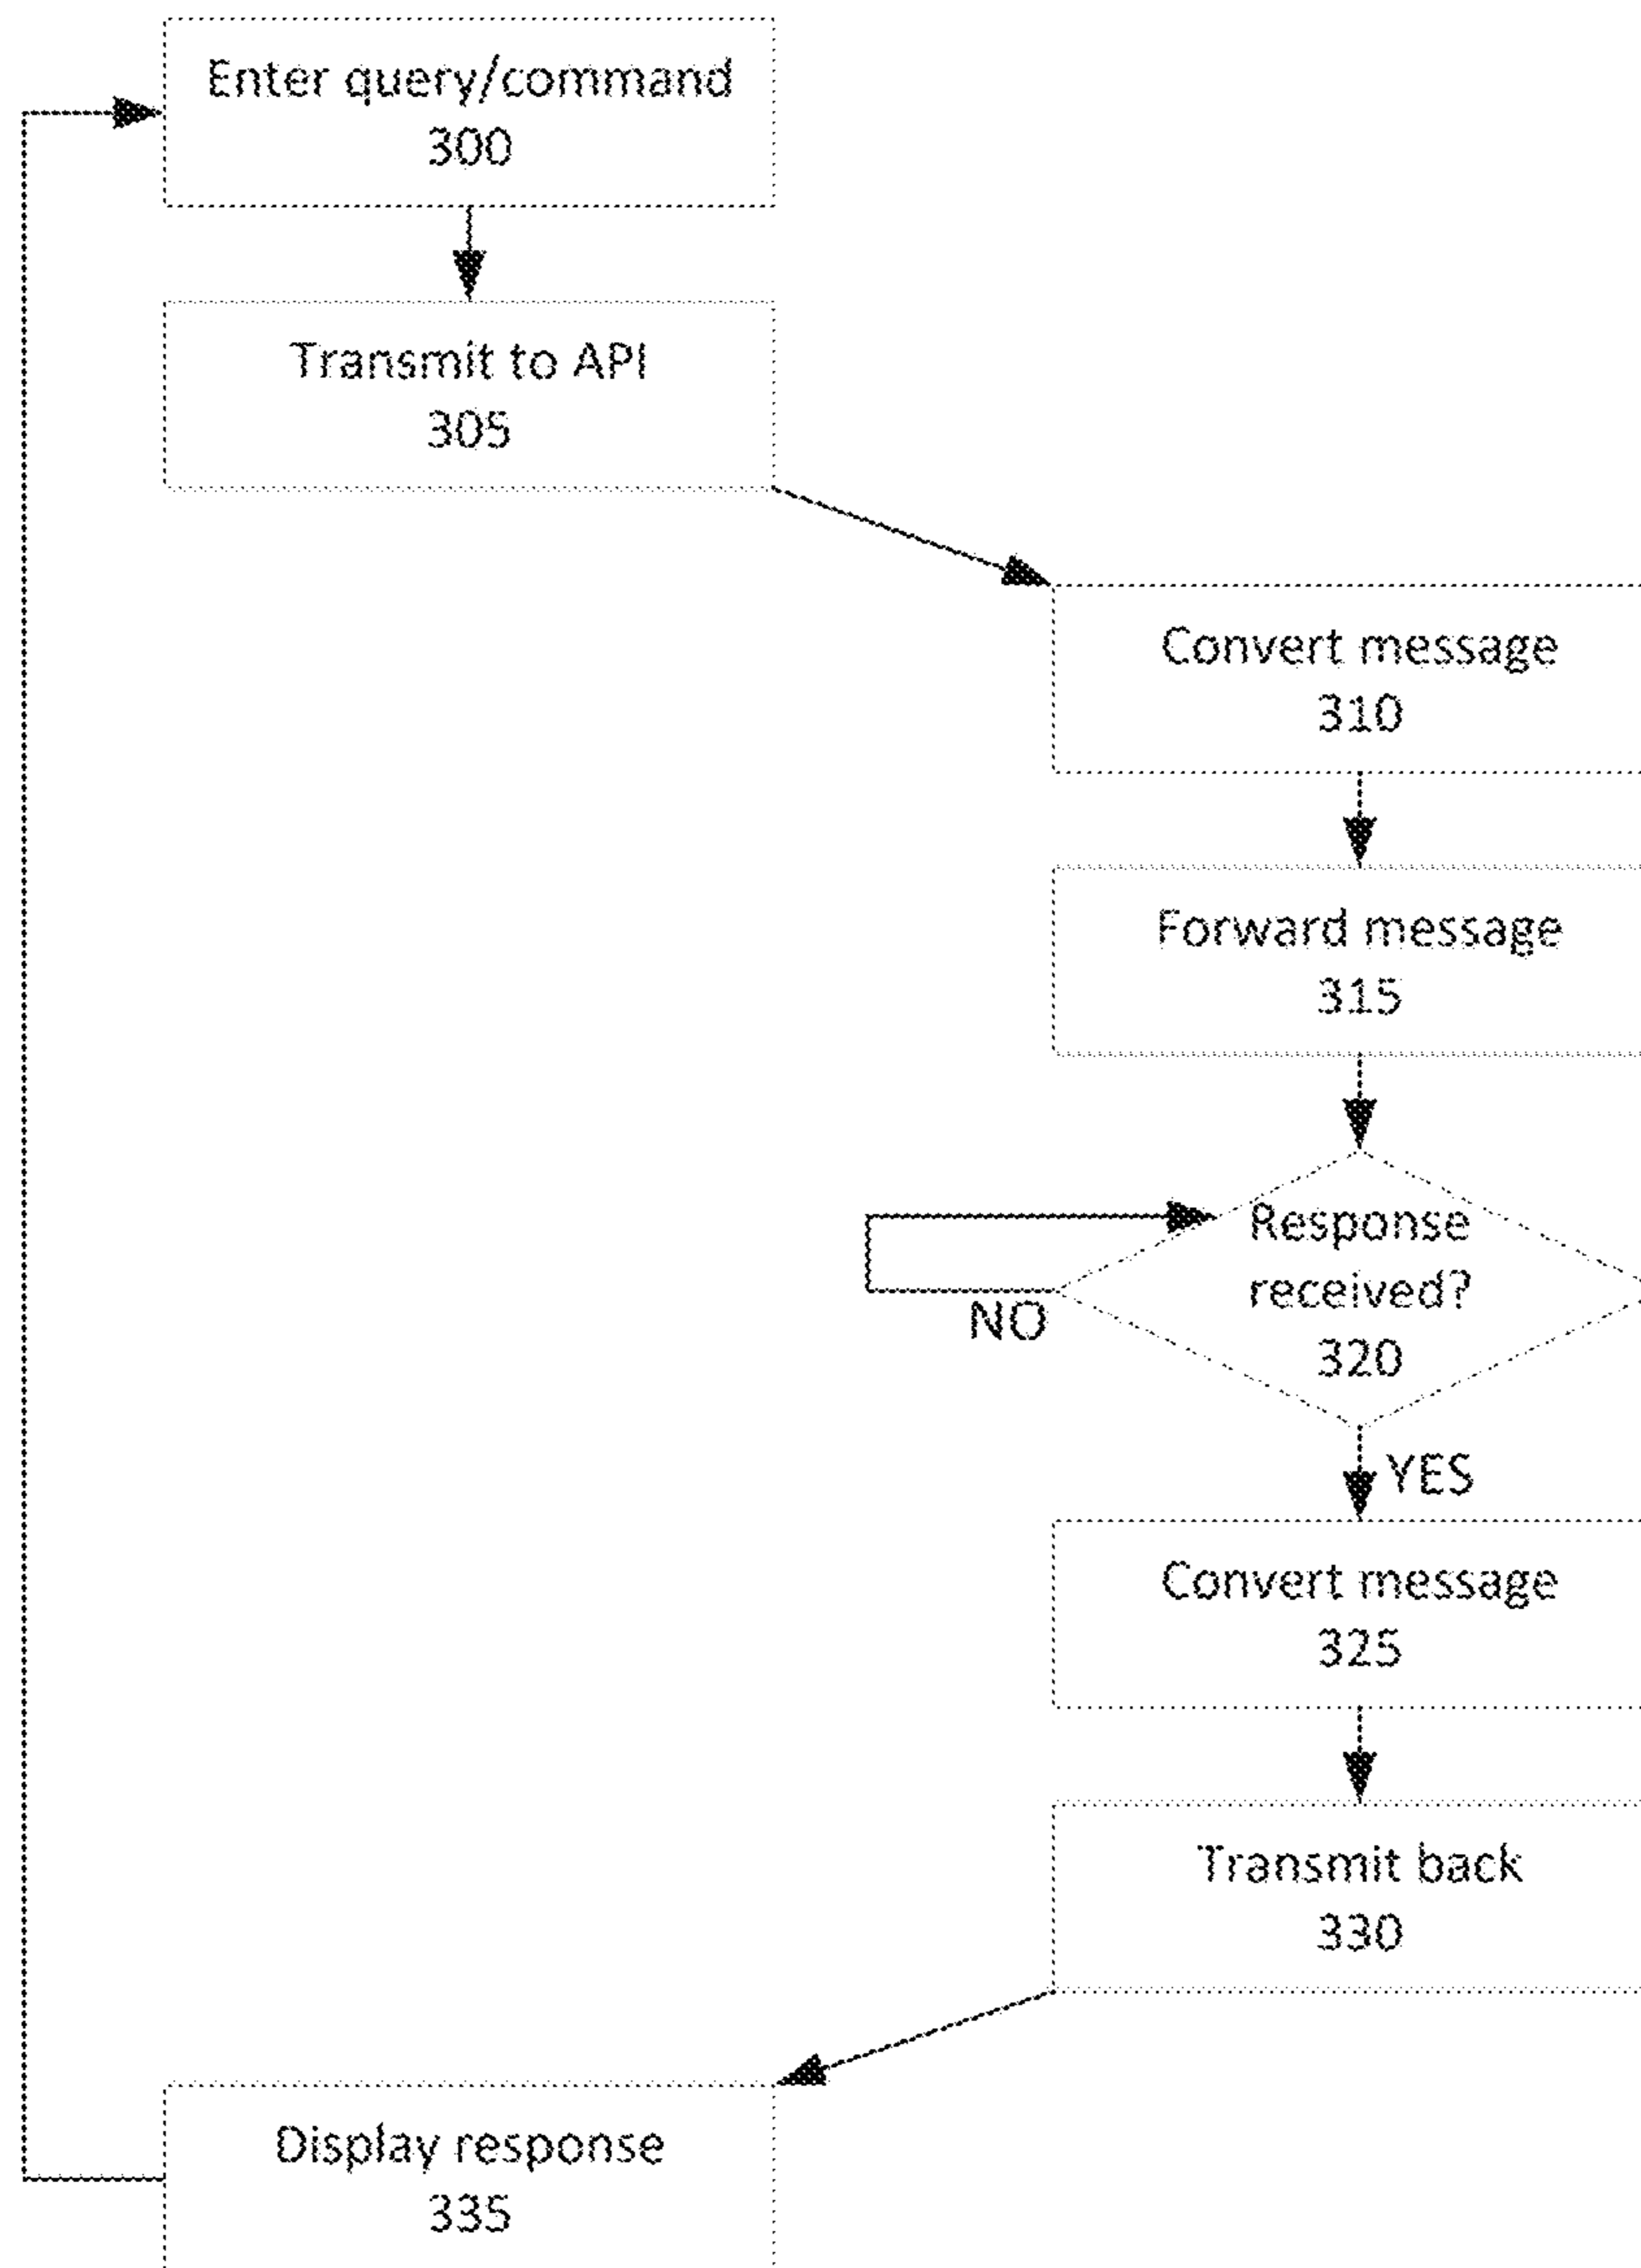 Enter query/command
300
Transmit to API
305
Convert message
310
Forward message
315
Response
received?
320
NO
YES
Convert message
325
Transmit back
330
Display response
335